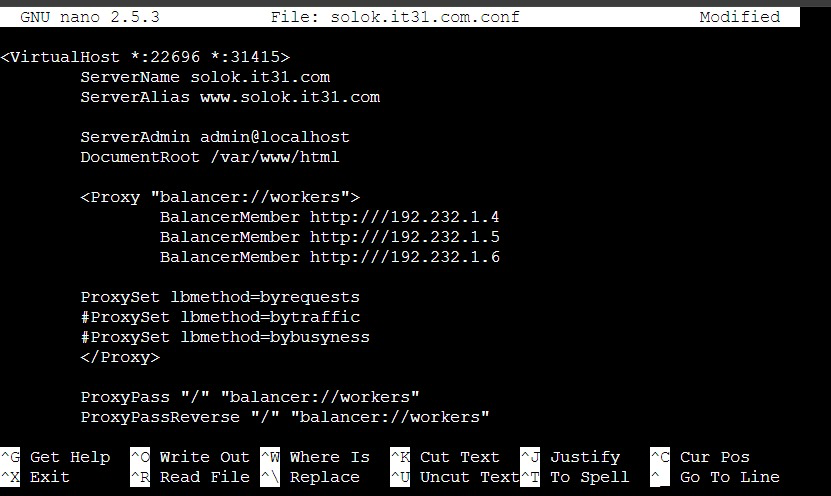 GNU nano 2.5.3 File: solok.it31.com.conf Modified
<VirtualHost *:22696 *:31415>
ServerName solok.it31.com
ServerAlias www.solok.it31.com
ServerAdmin admin@localhost
DocumentRoot /var/www/html
<Proxy "balancer://workers">
BalancerMember http:///192.232.1.4
BalancerMember http:///192.232.1.5
BalancerMember http:///192.232.1.6
ProxySet lbmethod=byrequests
#ProxySet lbmethod=bytraffic
#ProxySet lbmethod=bybusyness
</Proxy>
ProxyPass "/" "balancer://workers"
ProxyPassReverse "/" "balancer://workers"
^G Get Help ^O Write Out ^W Where Is ^K Cut Text ^J Justify ^C Cur Pos
^X Exit ^R Read File ^\ Replace ^U Uncut Text ^T To Spell ^_ Go To Line